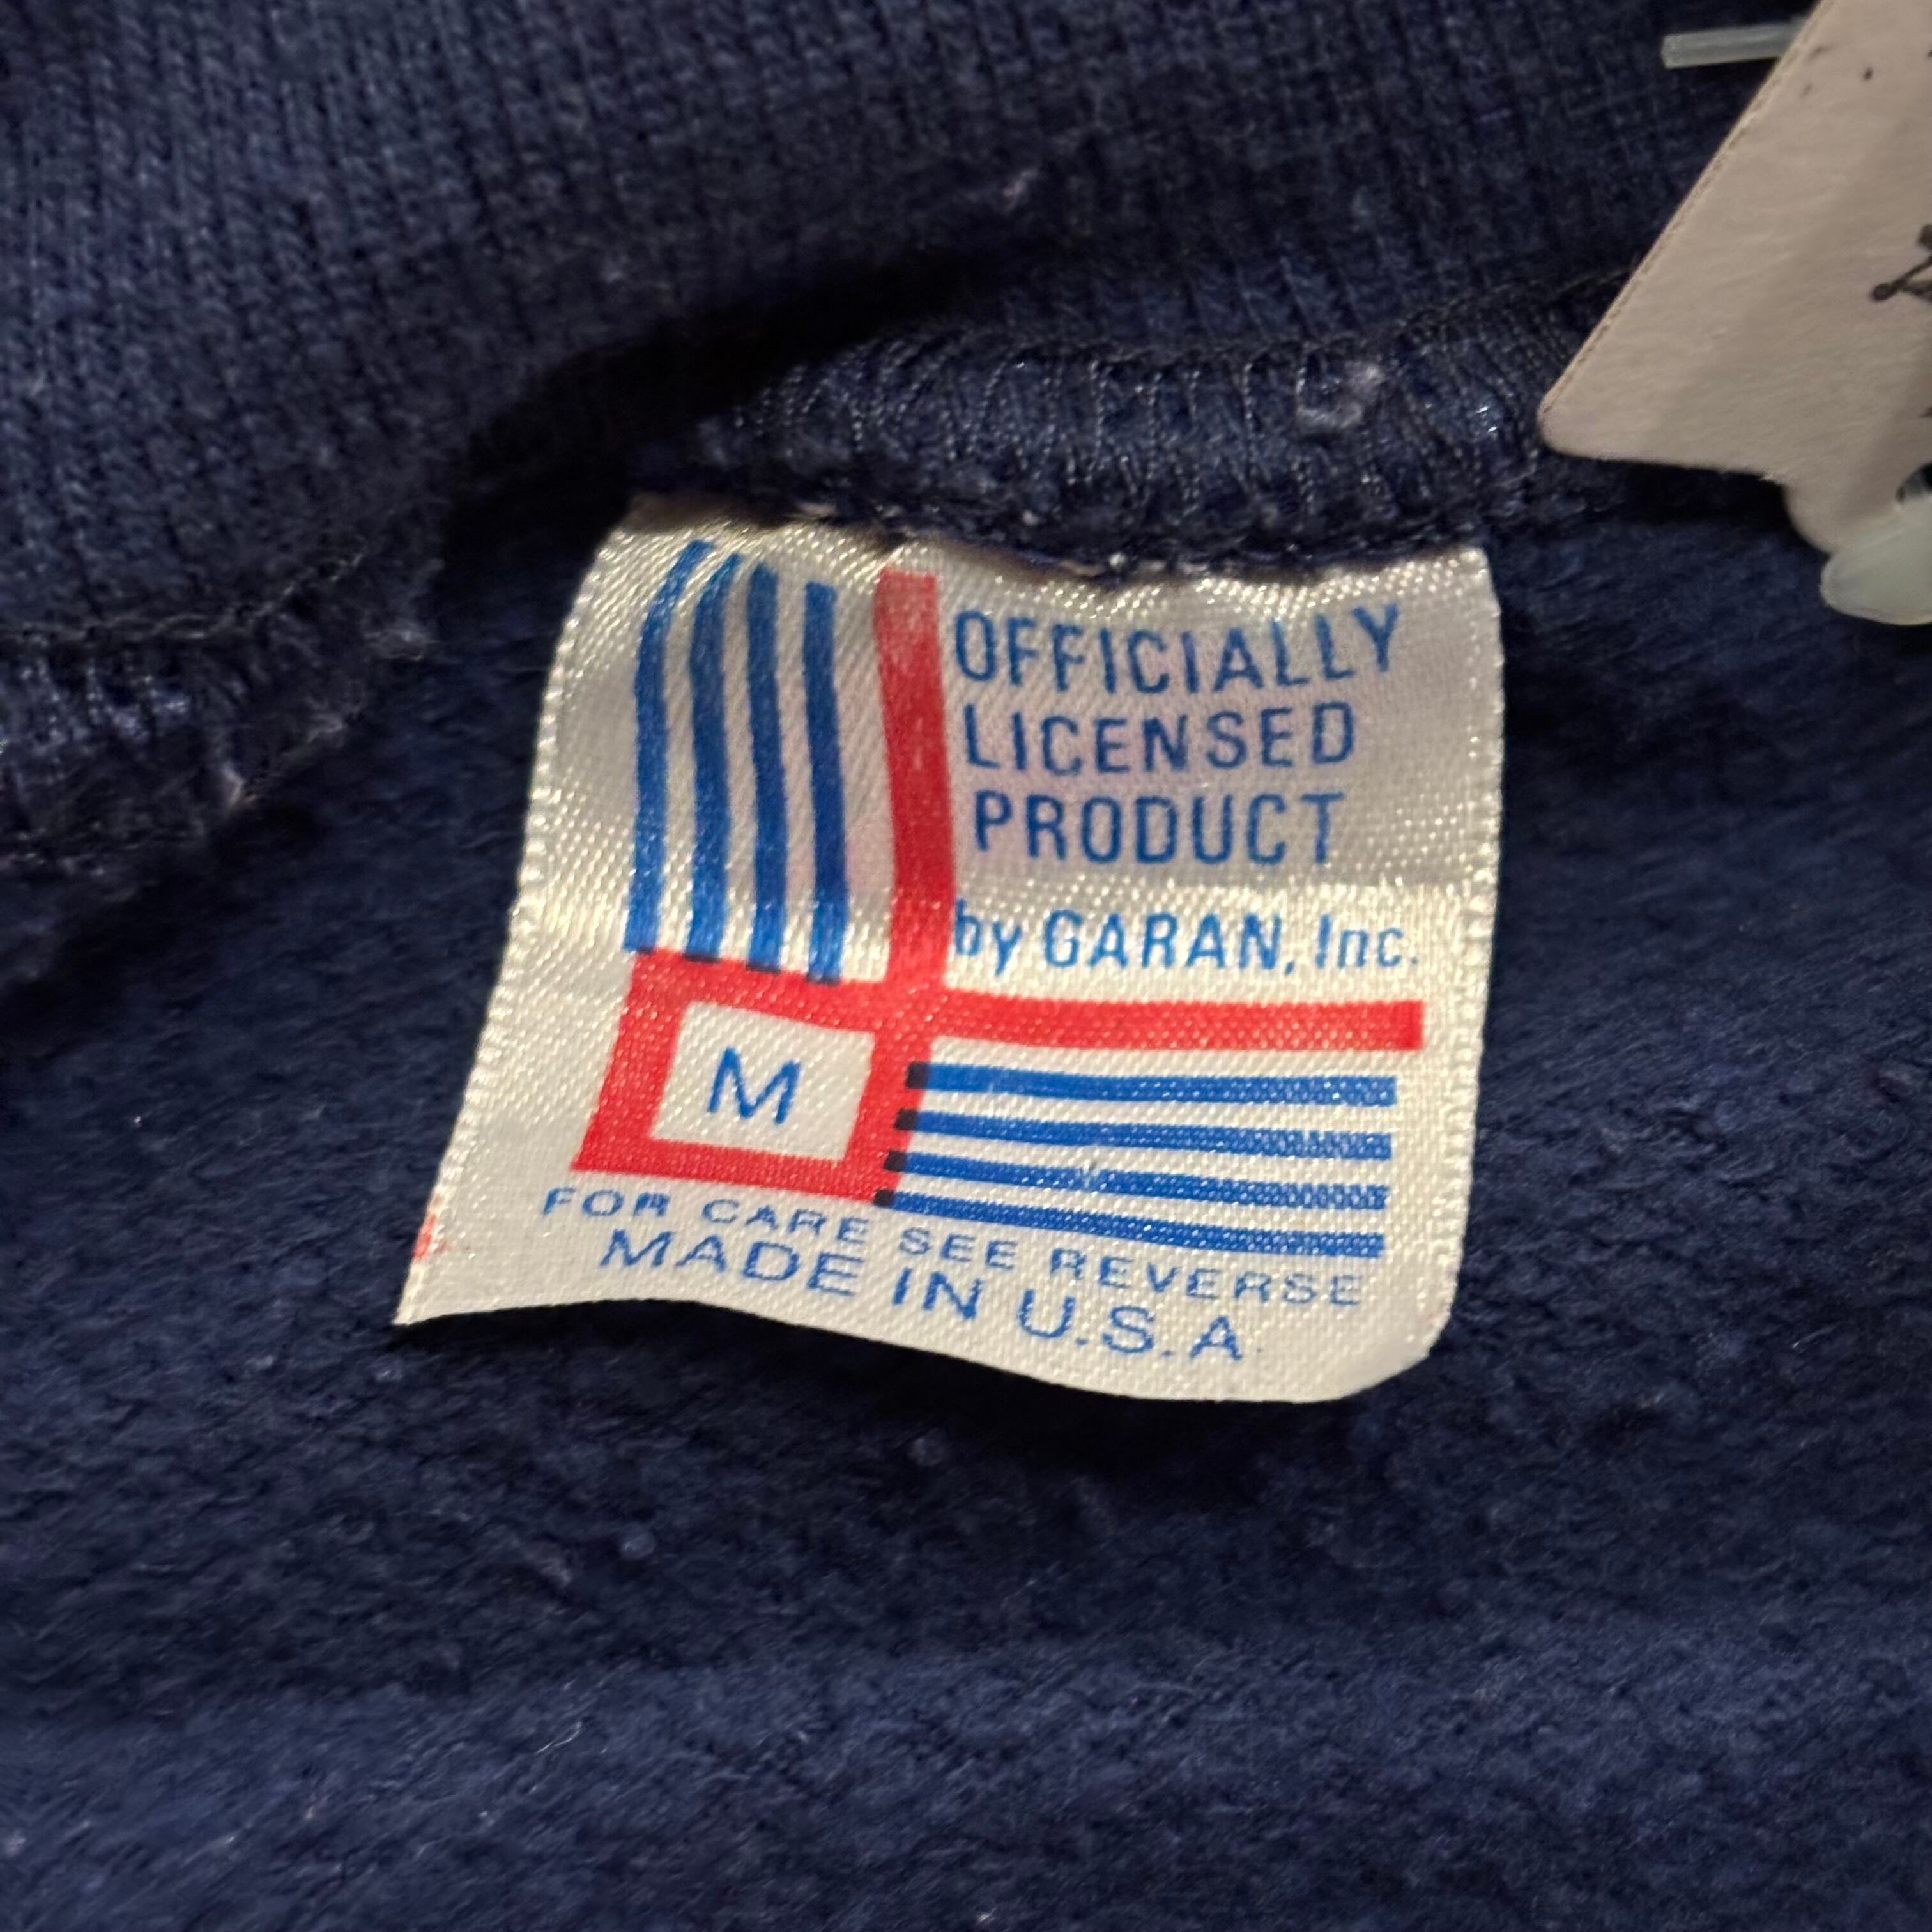 OFFICIALLY
LICENSED
PRODUCT
by GARAN, Inc.
M
FOR CARE SEE REVERSE
MADE IN U.S.A.